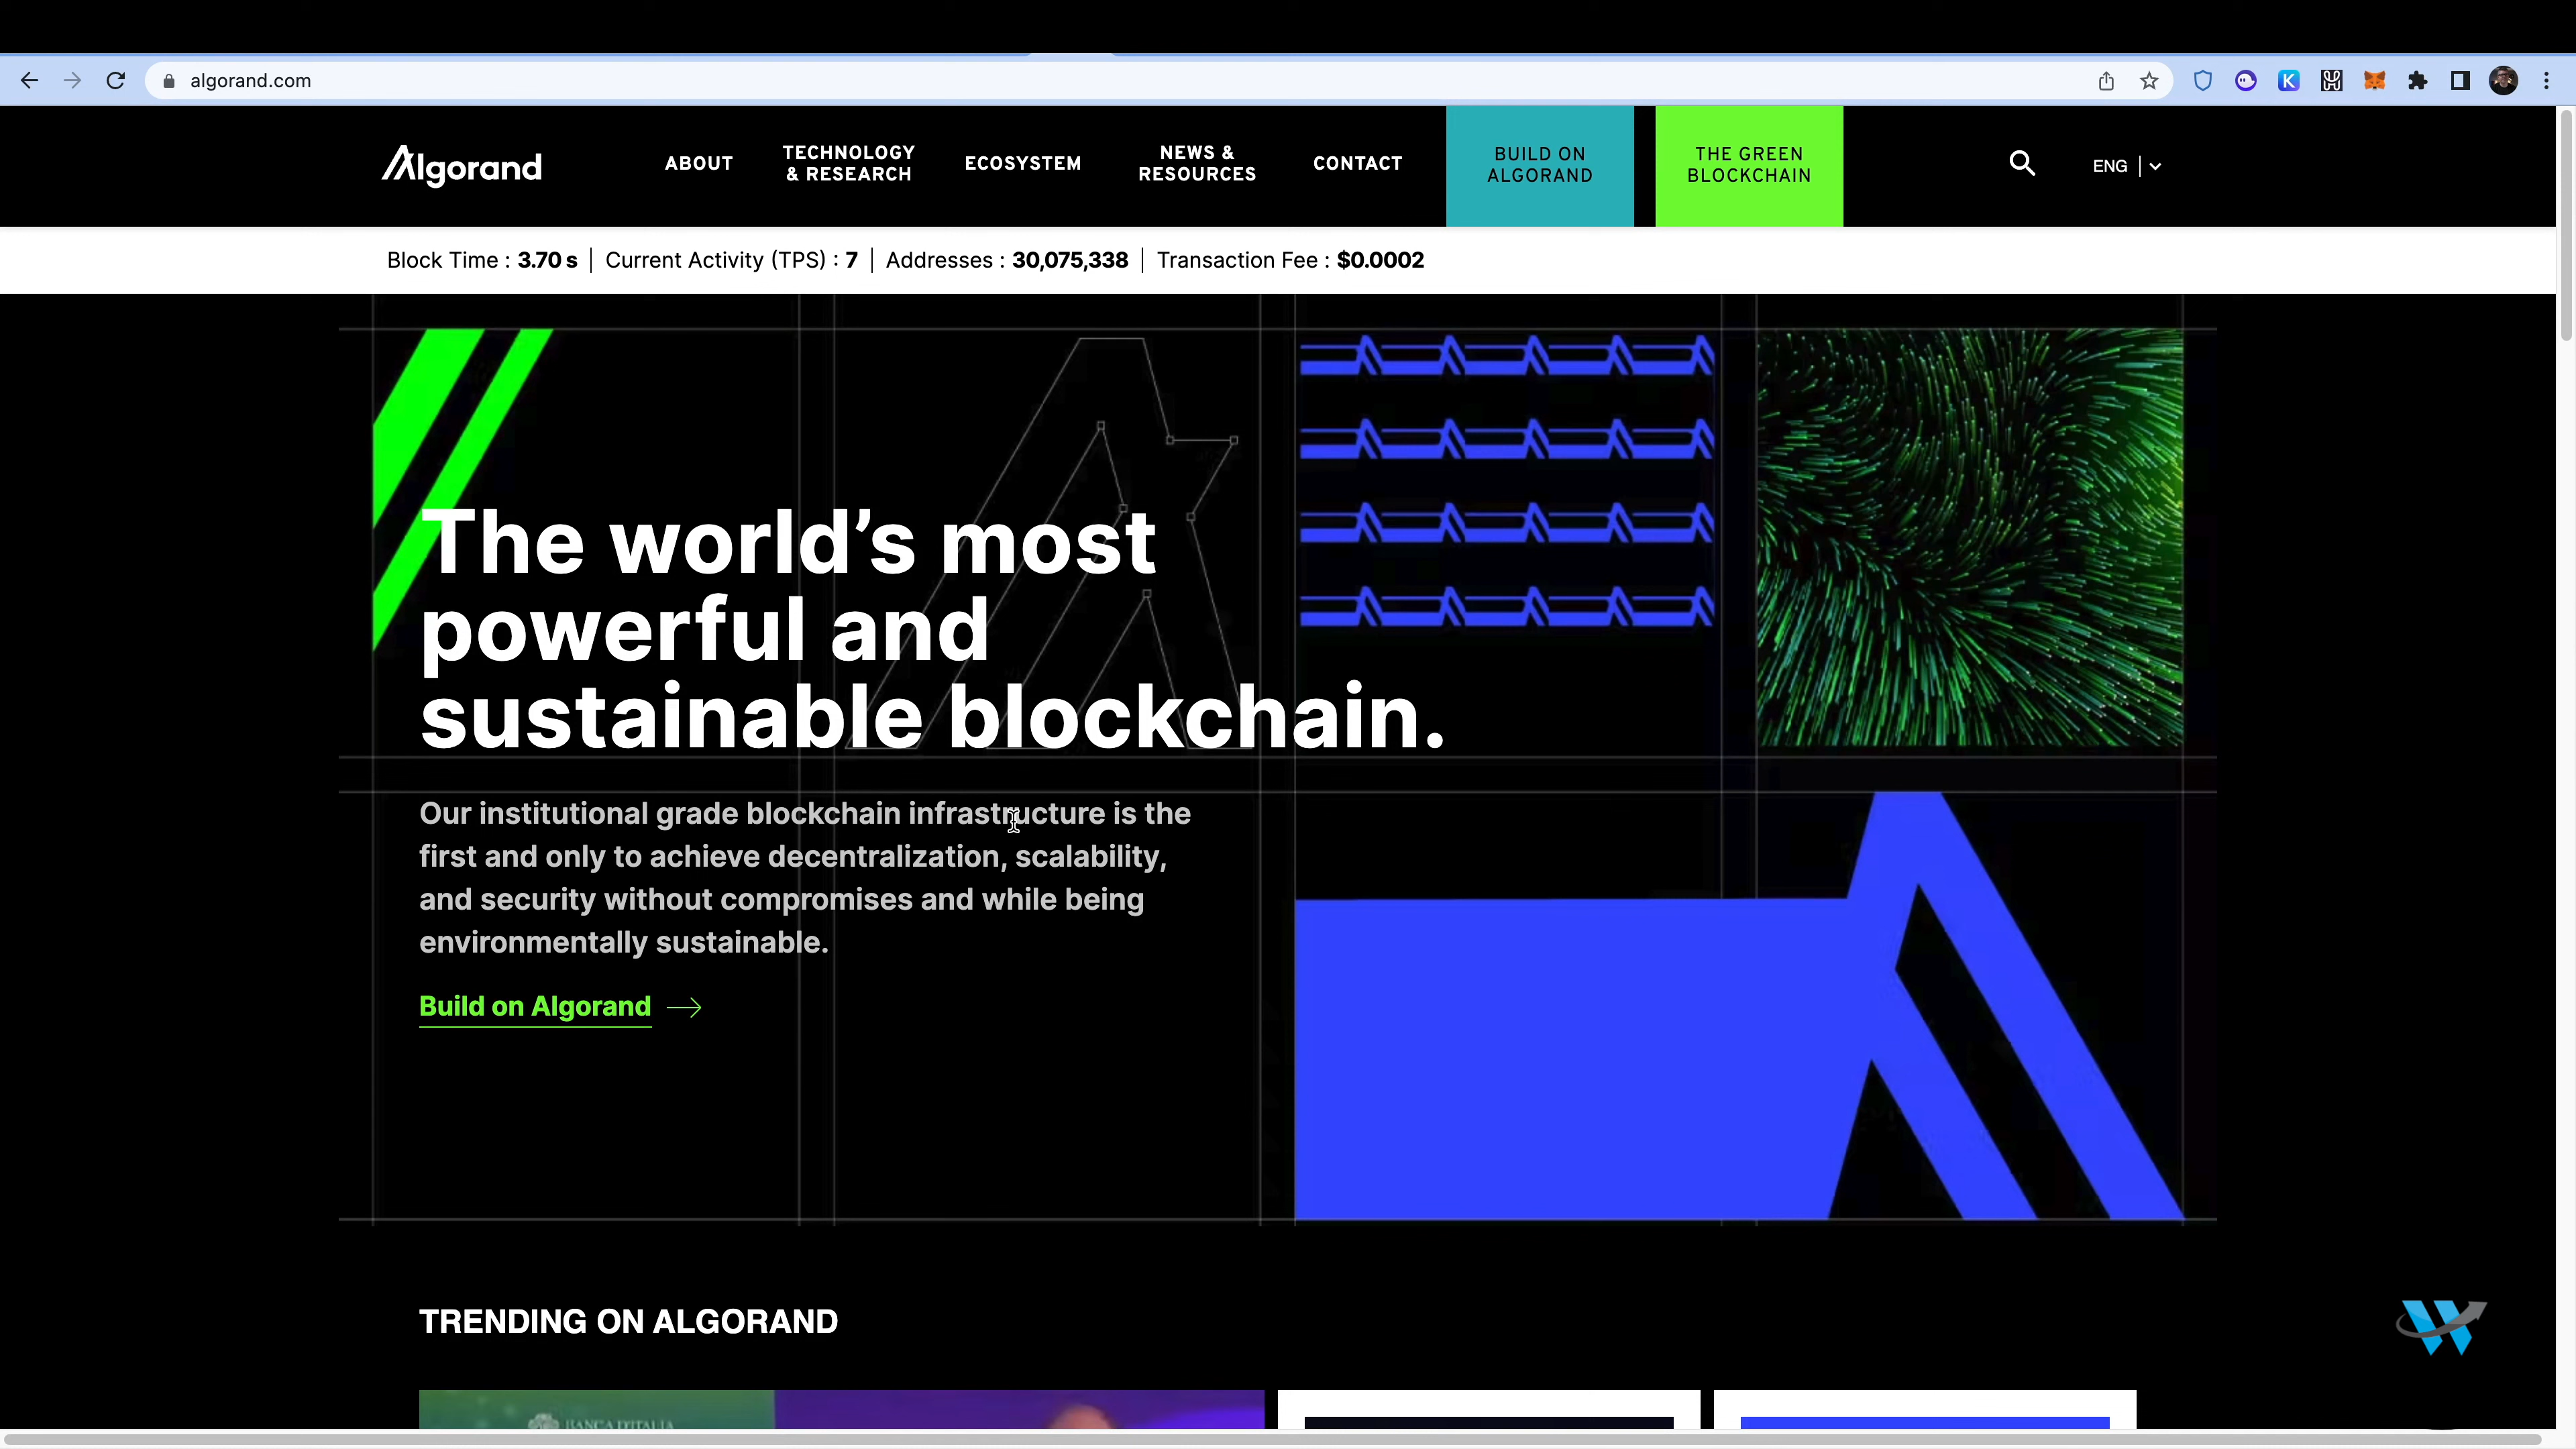 algorand.com
Algorand
ABOUT
TECHNOLOGY
& RESEARCH
ECOSYSTEM
NEWS &
RESOURCES
CONTACT
BUILD ON
ALGORAND
THE GREEN
BLOCKCHAIN
ENG
Block Time : 3.70 s | Current Activity (TPS) : 7 | Addresses : 30,075,338 | Transaction Fee : $0.0002
The world’s most
powerful and
sustainable blockchain.
Our institutional grade blockchain infrastructure is the
first and only to achieve decentralization, scalability,
and security without compromises and while being
environmentally sustainable.
Build on Algorand
TRENDING ON ALGORAND
BANCA D'ITALIA